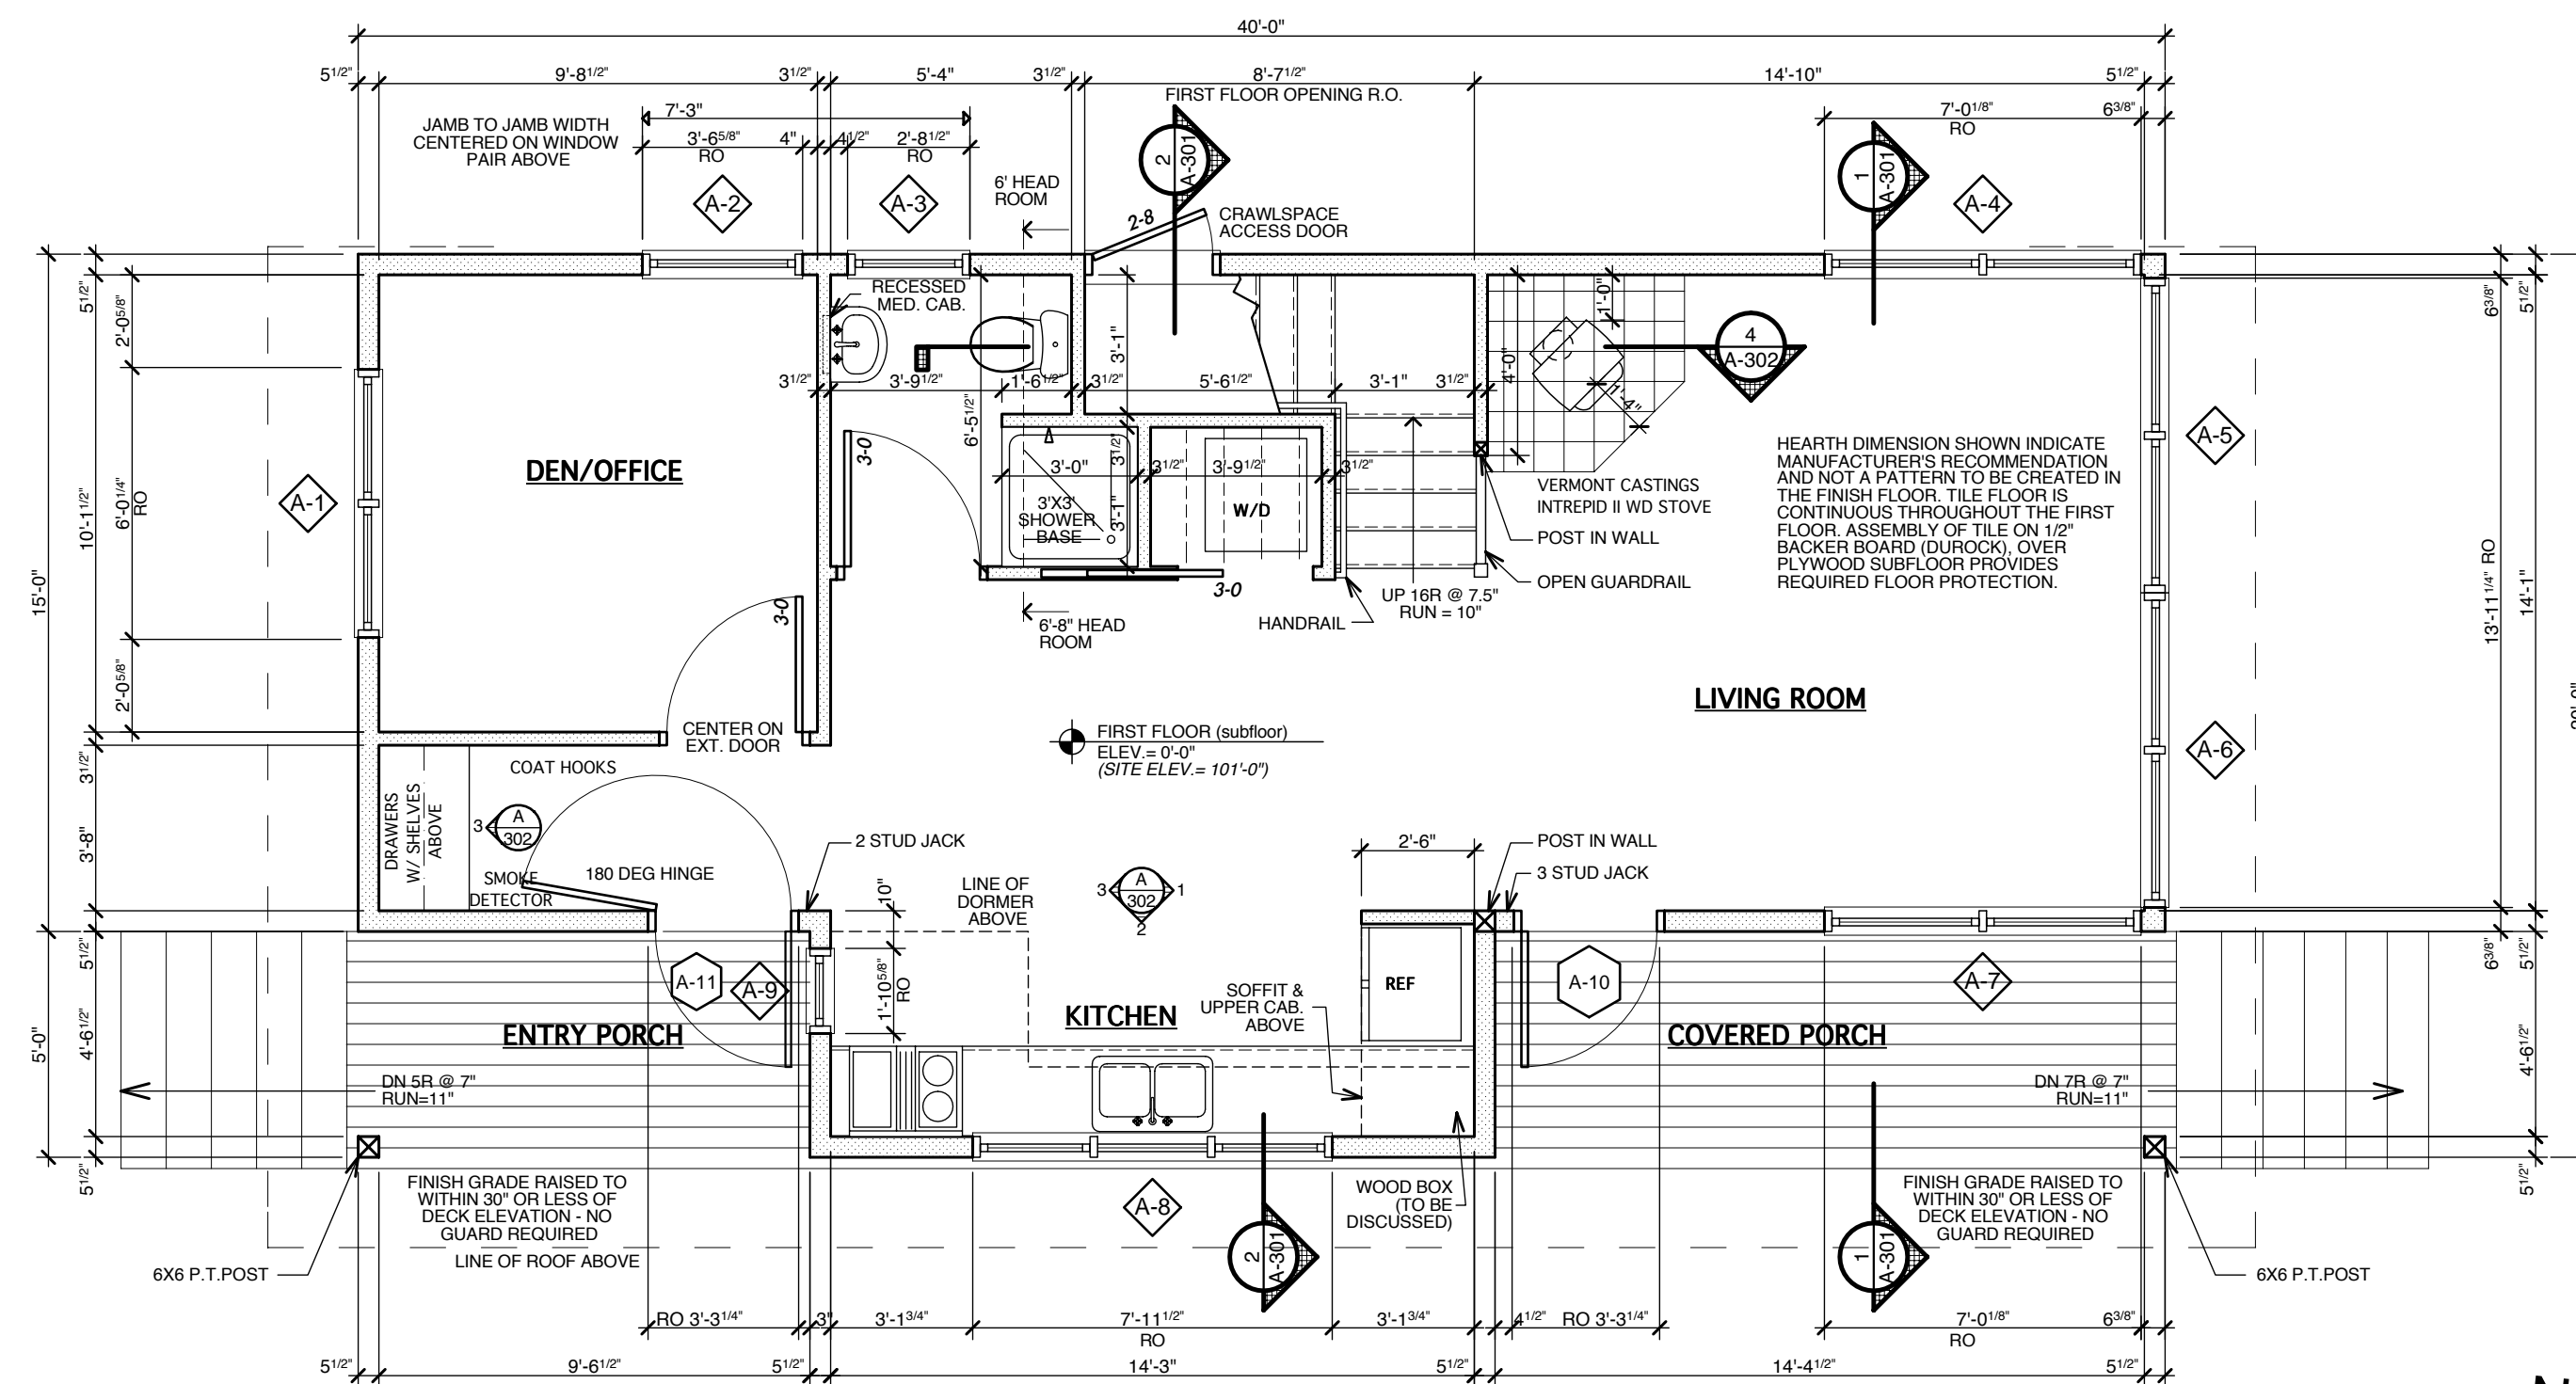 40'-0"
5 1/2"
9'-8 1/2"
3 1/2"
5'-4"
3 1/2"
8'-7 1/2"
14'-10"
5 1/2"
FIRST FLOOR OPENING R.O.
7'-3"
7'-0 1/8"
RO
6 3/8"
JAMB TO JAMB WIDTH
CENTERED ON WINDOW
PAIR ABOVE
3'-6 5/8"
RO
4"
4 1/2"
2'-8 1/2"
RO
2
A-301
1
A-301
6' HEAD
ROOM
A-2
A-3
A-4
2-8
CRAWLSPACE
ACCESS DOOR
RECESSED
MED. CAB.
5 1/2"
2'-0 5/8"
3'-1"
1'-0"
4
A-302
6 3/8"
5 1/2"
3 1/2"
3'-9 1/2"
1'-6 1/2"
3 1/2"
5'-6 1/2"
3'-1"
3 1/2"
4'-0"
1'-4"
6'-5 1/2"
3-0
3 1/2"
DEN/OFFICE
A-1
10'-1 1/2"
6'-0 1/4"
RO
15'-0"
3'-0"
3 1/2"
3'-9 1/2"
3 1/2"
3'X3'
SHOWER
BASE
3'-1"
W/D
3-0
VERMONT CASTINGS
INTREPID II WD STOVE
POST IN WALL
OPEN GUARDRAIL
HEARTH DIMENSION SHOWN INDICATE
MANUFACTURER'S RECOMMENDATION
AND NOT A PATTERN TO BE CREATED IN
THE FINISH FLOOR. TILE FLOOR IS
CONTINUOUS THROUGHOUT THE FIRST
FLOOR. ASSEMBLY OF TILE ON 1/2"
BACKER BOARD (DUROCK), OVER
PLYWOOD SUBFLOOR PROVIDES
REQUIRED FLOOR PROTECTION.
A-5
13'-11 1/4" RO
14'-1"
UP 16R @ 7.5"
RUN = 10"
HANDRAIL
6'-8" HEAD
ROOM
3-0
2'-0 5/8"
LIVING ROOM
CENTER ON
EXT. DOOR
FIRST FLOOR (subfloor)
ELEV.= 0'-0"
(SITE ELEV.= 101'-0")
A-6
3 1/2"
COAT HOOKS
DRAWERS
W/ SHELVES
ABOVE
3
A
302
3'-8"
2 STUD JACK
2'-6"
POST IN WALL
3 STUD JACK
180 DEG HINGE
SMOKE
DETECTOR
10"
LINE OF
DORMER
ABOVE
3
A
302
1
2
5 1/2"
A-11
A-9
1'-10 5/8"
RO
SOFFIT &
UPPER CAB.
ABOVE
REF
A-10
A-7
6 3/8"
5 1/2"
5'-0"
4'-6 1/2"
ENTRY PORCH
KITCHEN
COVERED PORCH
4'-6 1/2"
DN 5R @ 7"
RUN=11"
DN 7R @ 7"
RUN=11"
5 1/2"
5 1/2"
FINISH GRADE RAISED TO
WITHIN 30" OR LESS OF
DECK ELEVATION - NO
GUARD REQUIRED
LINE OF ROOF ABOVE
6X6 P.T.POST
A-8
2
A-301
WOOD BOX
(TO BE
DISCUSSED)
1
A-301
FINISH GRADE RAISED TO
WITHIN 30" OR LESS OF
DECK ELEVATION - NO
GUARD REQUIRED
6X6 P.T.POST
RO 3'-3 1/4"
3"
3'-1 3/4"
7'-11 1/2"
RO
3'-1 3/4"
4 1/2"
RO 3'-3 1/4"
7'-0 1/8"
RO
6 3/8"
5 1/2"
9'-6 1/2"
5 1/2"
14'-3"
5 1/2"
14'-4 1/2"
5 1/2"